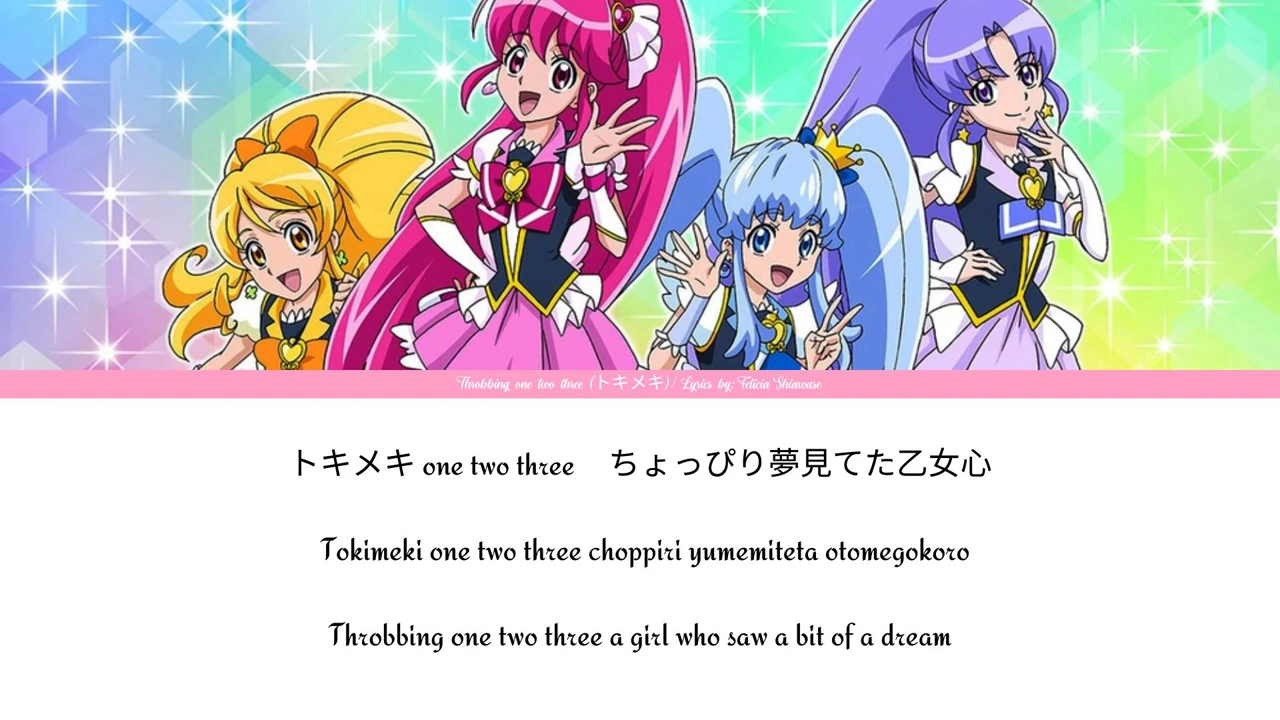 Throbbing one two three (トキメキ)/ Lyrics by: Felicia Shiawase
トキメキ one two three　ちょっぴり夢見てた乙女心
Tokimeki one two three choppiri yumemiteta otomegokoro
Throbbing one two three a girl who saw a bit of a dream